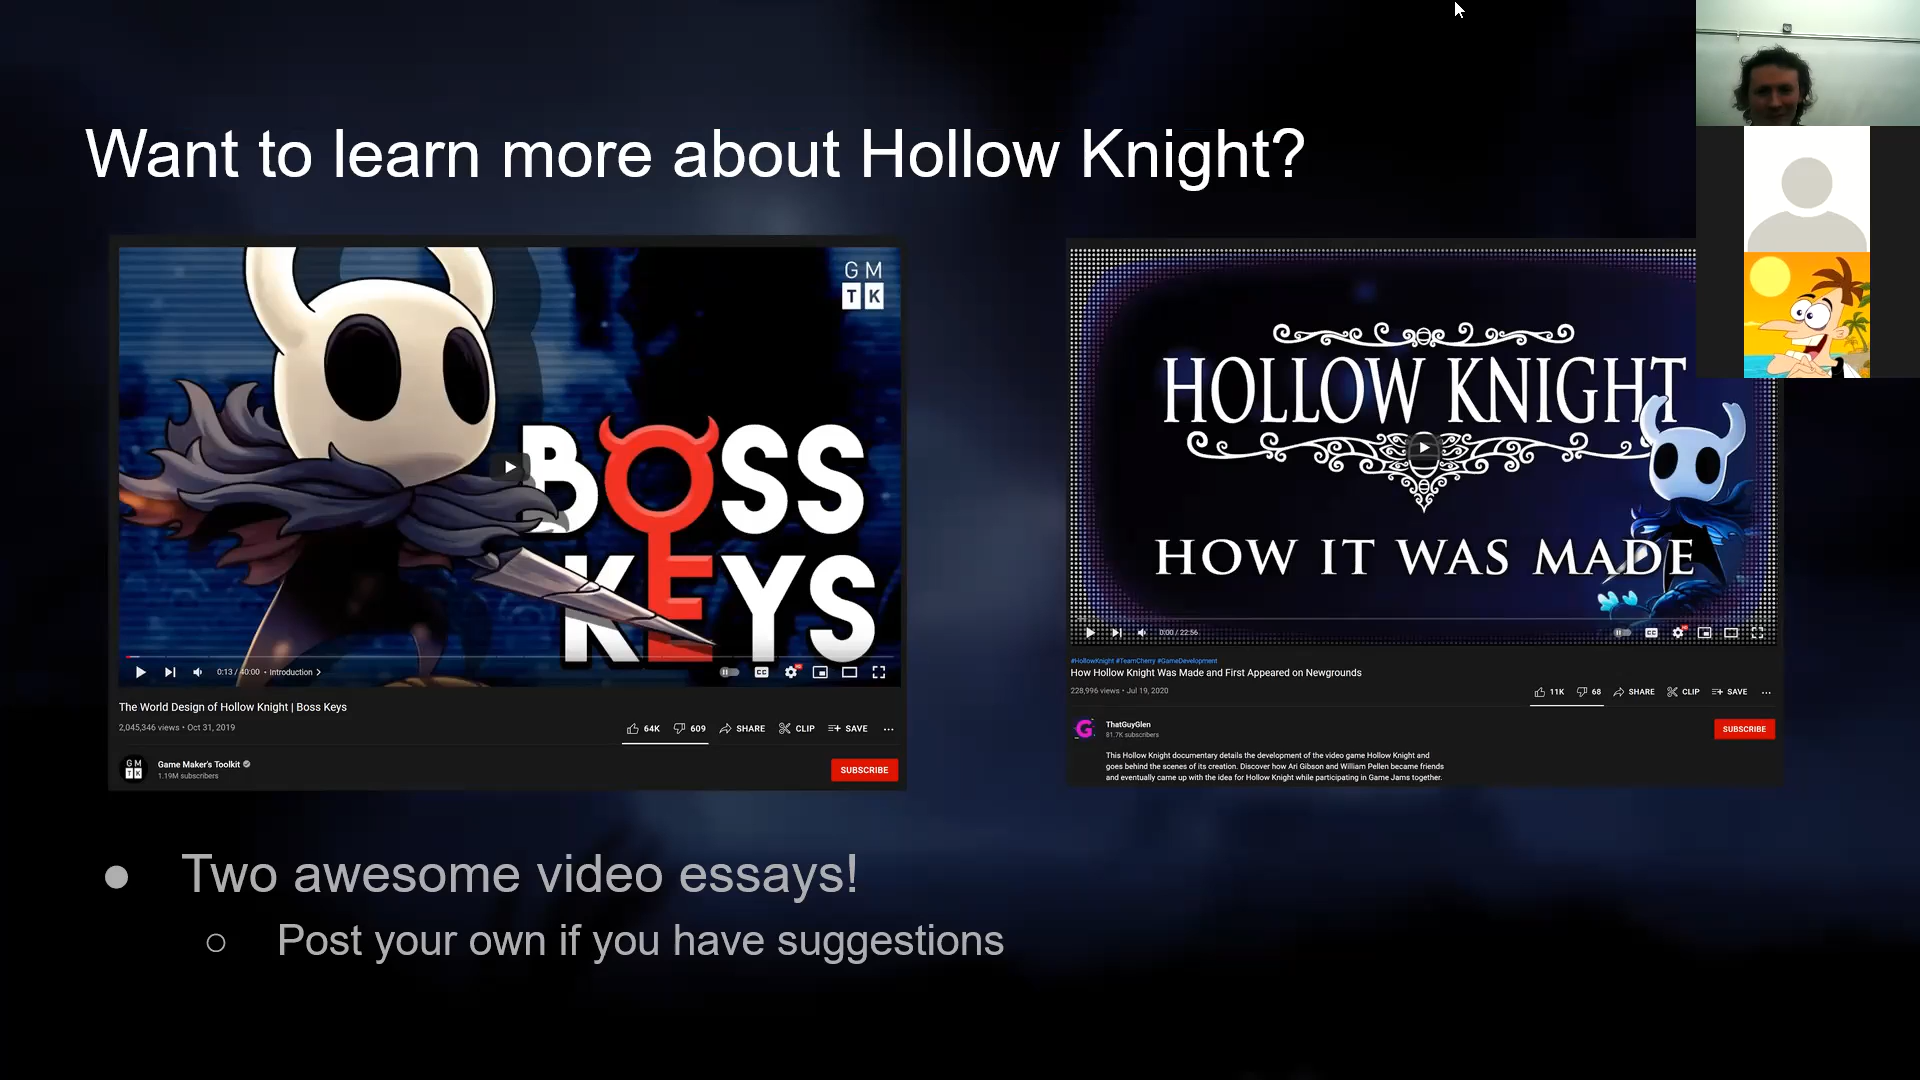 Want to learn more about Hollow Knight?
G M
T K
BOSS
KEYS
0:13 / 40:00 • Introduction
The World Design of Hollow Knight | Boss Keys
2,045,346 views • Oct 31, 2019
64K 609 SHARE CLIP SAVE
G M
T K
Game Maker's Toolkit
1.19M subscribers
SUBSCRIBE
HOLLOW KNIGHT
HOW IT WAS MADE
0:00 / 22:56
#HollowKnight #TeamCherry #GameDevelopment
How Hollow Knight Was Made and First Appeared on Newgrounds
228,996 views • Jul 19, 2020
11K 68 SHARE CLIP SAVE
G
ThatGuyGlen
81.7K subscribers
SUBSCRIBE
This Hollow Knight documentary details the development of the video game Hollow Knight and
goes behind the scenes of its creation. Discover how Ari Gibson and William Pellen became friends
and eventually came up with the idea for Hollow Knight while participating in Game Jams together.
● Two awesome video essays!
○ Post your own if you have suggestions